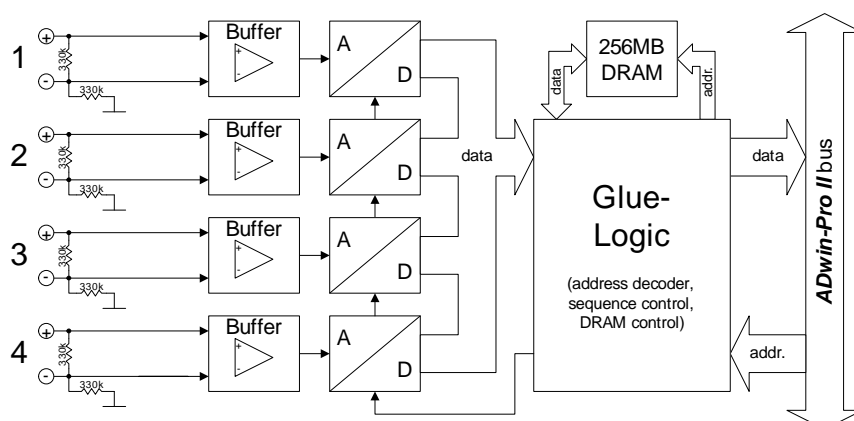 1
+
-
330k
330k
Buffer
+
-
A
D
2
+
-
330k
330k
Buffer
+
-
A
D
3
+
-
330k
330k
Buffer
+
-
A
D
4
+
-
330k
330k
Buffer
+
-
A
D
data
256MB
DRAM
data
addr.
Glue-
Logic
(address decoder,
sequence control,
DRAM control)
data
addr.
ADwin-Pro II bus